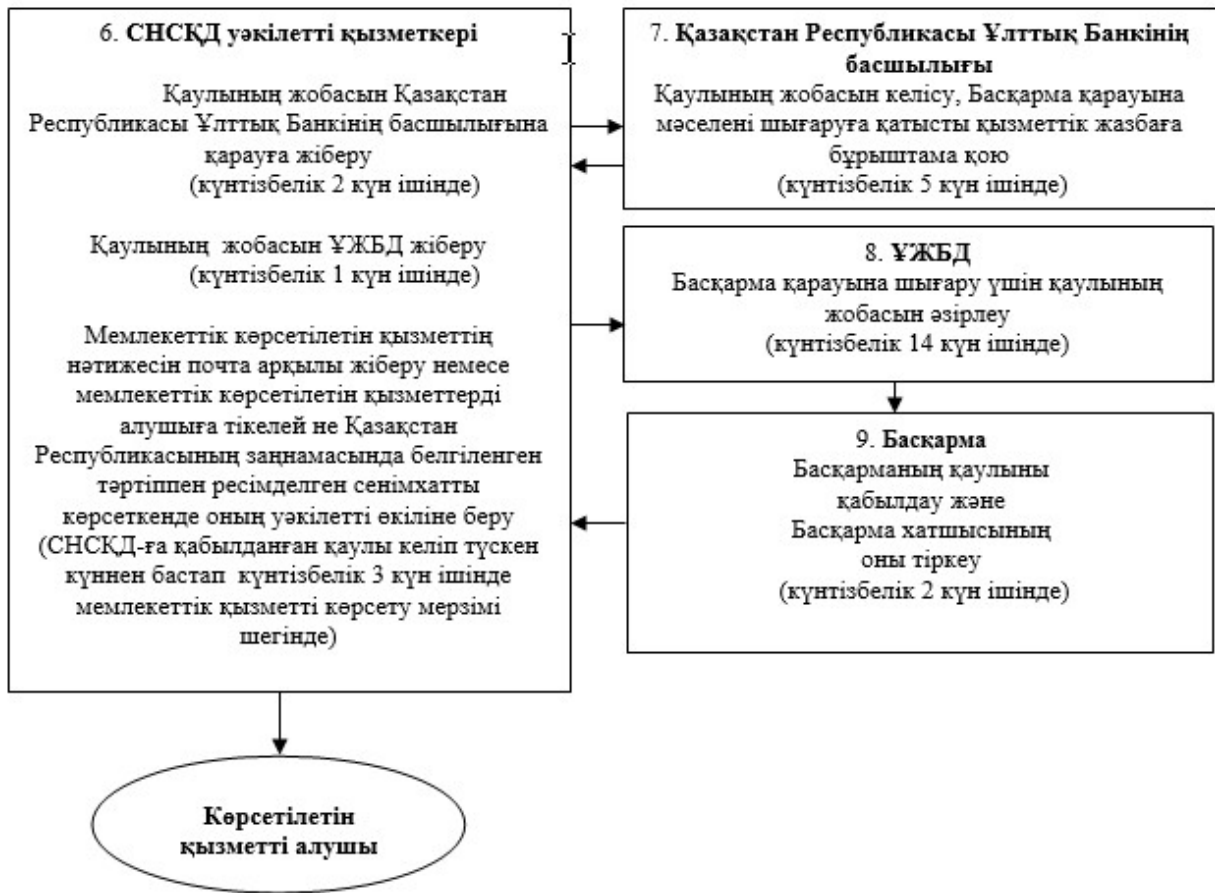 6. СНСҚД уәкілетті қызметкері
Қаулының жобасын Қазақстан
Республикасы Ұлттық Банкінің басшылығына
қарауға жіберу
(күнтізбелік 2 күн ішінде)
Қаулының жобасын ҰЖБД жіберу
(күнтізбелік 1 күн ішінде)
Мемлекеттік көрсетілетін қызметтің
нәтижесін почта арқылы жіберу немесе
мемлекеттік көрсетілетін қызметтерді
алушыға тікелей не Қазақстан
Республикасының заңнамасында белгіленген
тәртіппен ресімделген сенімхатты
көрсеткенде оның уәкілетті өкіліне беру
(СНСҚД-ға қабылданған қаулы келіп түскен
күннен бастап күнтізбелік 3 күн ішінде
мемлекеттік қызметті көрсету мерзімі
шегінде)
7. Қазақстан Республикасы Ұлттық Банкінің
басшылығы
Қаулының жобасын келісу, Басқарма қарауына
мәселені шығаруға қатысты қызметтік жазбаға
бұрыштама қою
(күнтізбелік 5 күн ішінде)
8. ҰЖБД
Басқарма қарауына шығару үшін қаулының
жобасын әзірлеу
(күнтізбелік 14 күн ішінде)
9. Басқарма
Басқарманың қаулыны
қабылдау және
Басқарма хатшысының
оны тіркеу
(күнтізбелік 2 күн ішінде)
Көрсетілетін
қызметті алушы